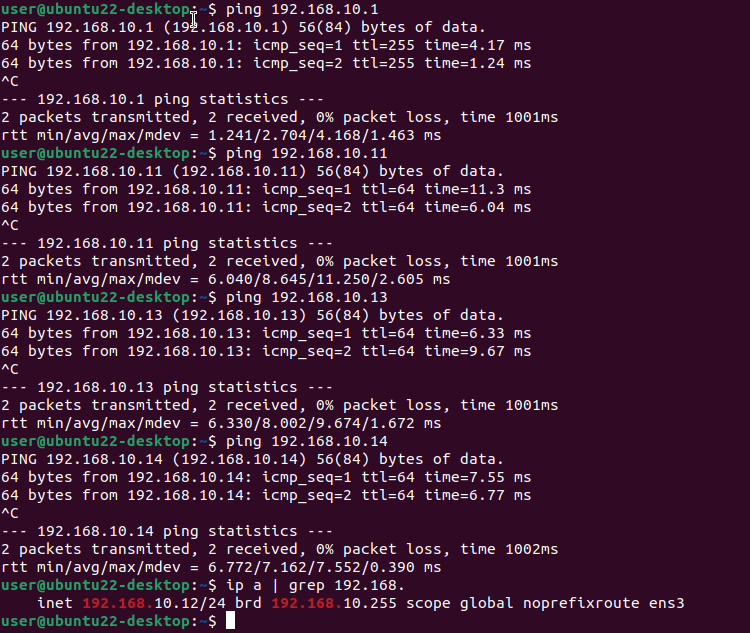 user@ubuntu22-desktop:~$ ping 192.168.10.1
PING 192.168.10.1 (192.168.10.1) 56(84) bytes of data.
64 bytes from 192.168.10.1: icmp_seq=1 ttl=255 time=4.17 ms
64 bytes from 192.168.10.1: icmp_seq=2 ttl=255 time=1.24 ms
^C
--- 192.168.10.1 ping statistics ---
2 packets transmitted, 2 received, 0% packet loss, time 1001ms
rtt min/avg/max/mdev = 1.241/2.704/4.168/1.463 ms
user@ubuntu22-desktop:~$ ping 192.168.10.11
PING 192.168.10.11 (192.168.10.11) 56(84) bytes of data.
64 bytes from 192.168.10.11: icmp_seq=1 ttl=64 time=11.3 ms
64 bytes from 192.168.10.11: icmp_seq=2 ttl=64 time=6.04 ms
^C
--- 192.168.10.11 ping statistics ---
2 packets transmitted, 2 received, 0% packet loss, time 1001ms
rtt min/avg/max/mdev = 6.040/8.645/11.250/2.605 ms
user@ubuntu22-desktop:~$ ping 192.168.10.13
PING 192.168.10.13 (192.168.10.13) 56(84) bytes of data.
64 bytes from 192.168.10.13: icmp_seq=1 ttl=64 time=6.33 ms
64 bytes from 192.168.10.13: icmp_seq=2 ttl=64 time=9.67 ms
^C
--- 192.168.10.13 ping statistics ---
2 packets transmitted, 2 received, 0% packet loss, time 1001ms
rtt min/avg/max/mdev = 6.330/8.002/9.674/1.672 ms
user@ubuntu22-desktop:~$ ping 192.168.10.14
PING 192.168.10.14 (192.168.10.14) 56(84) bytes of data.
64 bytes from 192.168.10.14: icmp_seq=1 ttl=64 time=7.55 ms
64 bytes from 192.168.10.14: icmp_seq=2 ttl=64 time=6.77 ms
^C
--- 192.168.10.14 ping statistics ---
2 packets transmitted, 2 received, 0% packet loss, time 1002ms
rtt min/avg/max/mdev = 6.772/7.162/7.552/0.390 ms
user@ubuntu22-desktop:~$ ip a | grep 192.168.
    inet 192.168.10.12/24 brd 192.168.10.255 scope global noprefixroute ens3
user@ubuntu22-desktop:~$